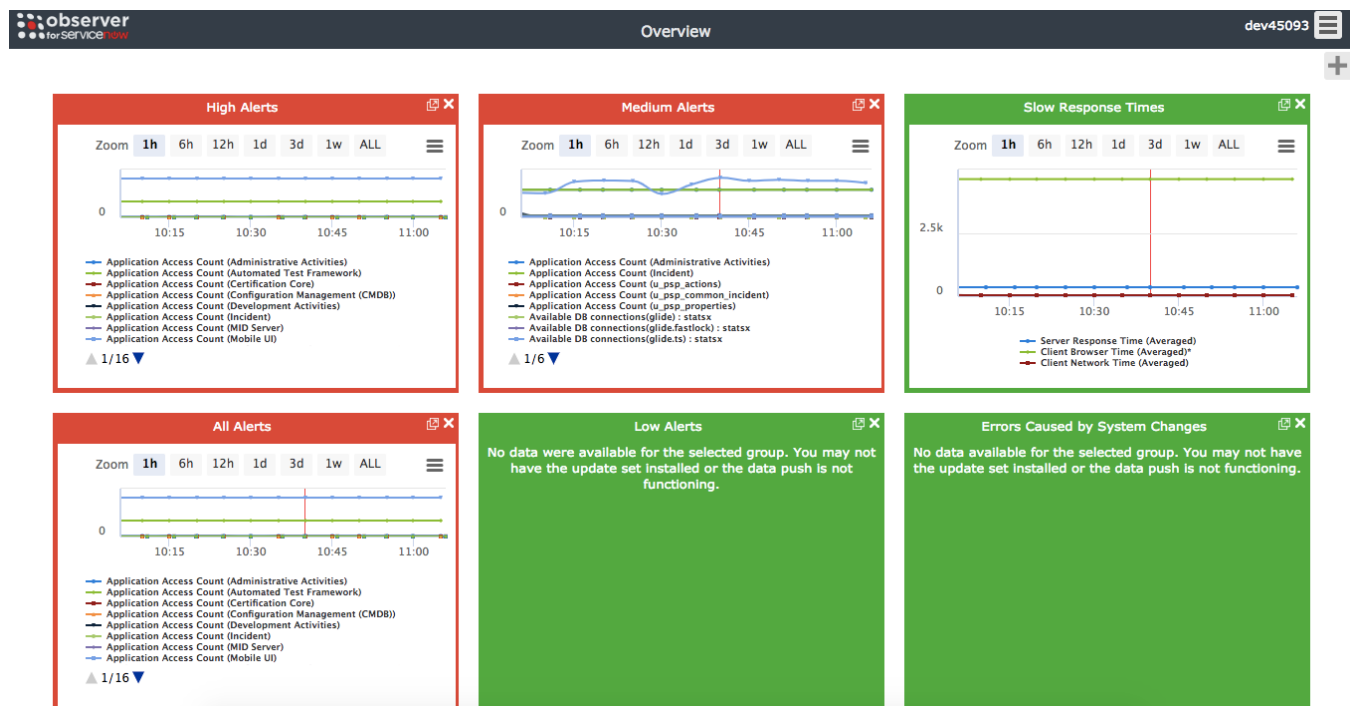 observer
for servicenow
Overview
dev45093
High Alerts
Zoom 1h 6h 12h 1d 3d 1w ALL
0
10:15 10:30 10:45 11:00
Application Access Count (Administrative Activities)
Application Access Count (Automated Test Framework)
Application Access Count (Certification Core)
Application Access Count (Configuration Management (CMDB))
Application Access Count (Development Activities)
Application Access Count (Incident)
Application Access Count (MID Server)
Application Access Count (Mobile UI)
1/16
Medium Alerts
Zoom 1h 6h 12h 1d 3d 1w ALL
0
10:15 10:30 10:45 11:00
Application Access Count (Administrative Activities)
Application Access Count (Incident)
Application Access Count (u_psp_actions)
Application Access Count (u_psp_common_incident)
Application Access Count (u_psp_properties)
Available DB connections(glide) : statsx
Available DB connections(glide.fastlock) : statsx
Available DB connections(glide.ts) : statsx
1/6
Slow Response Times
Zoom 1h 6h 12h 1d 3d 1w ALL
2.5k
0
10:15 10:30 10:45 11:00
Server Response Time (Averaged)
Client Browser Time (Averaged)*
Client Network Time (Averaged)
All Alerts
Zoom 1h 6h 12h 1d 3d 1w ALL
0
10:15 10:30 10:45 11:00
Application Access Count (Administrative Activities)
Application Access Count (Automated Test Framework)
Application Access Count (Certification Core)
Application Access Count (Configuration Management (CMDB))
Application Access Count (Development Activities)
Application Access Count (Incident)
Application Access Count (MID Server)
Application Access Count (Mobile UI)
1/16
Low Alerts
No data were available for the selected group. You may not
have the update set installed or the data push is not
functioning.
Errors Caused by System Changes
No data available for the selected group. You may not have
the update set installed or the data push is not functioning.